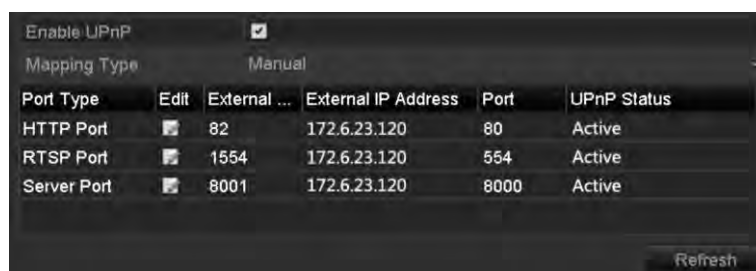 Enable UPnP
Mapping Type Manual
Port Type Edit External ... External IP Address Port UPnP Status
HTTP Port 82 172.6.23.120 80 Active
RTSP Port 1554 172.6.23.120 554 Active
Server Port 8001 172.6.23.120 8000 Active
Refresh